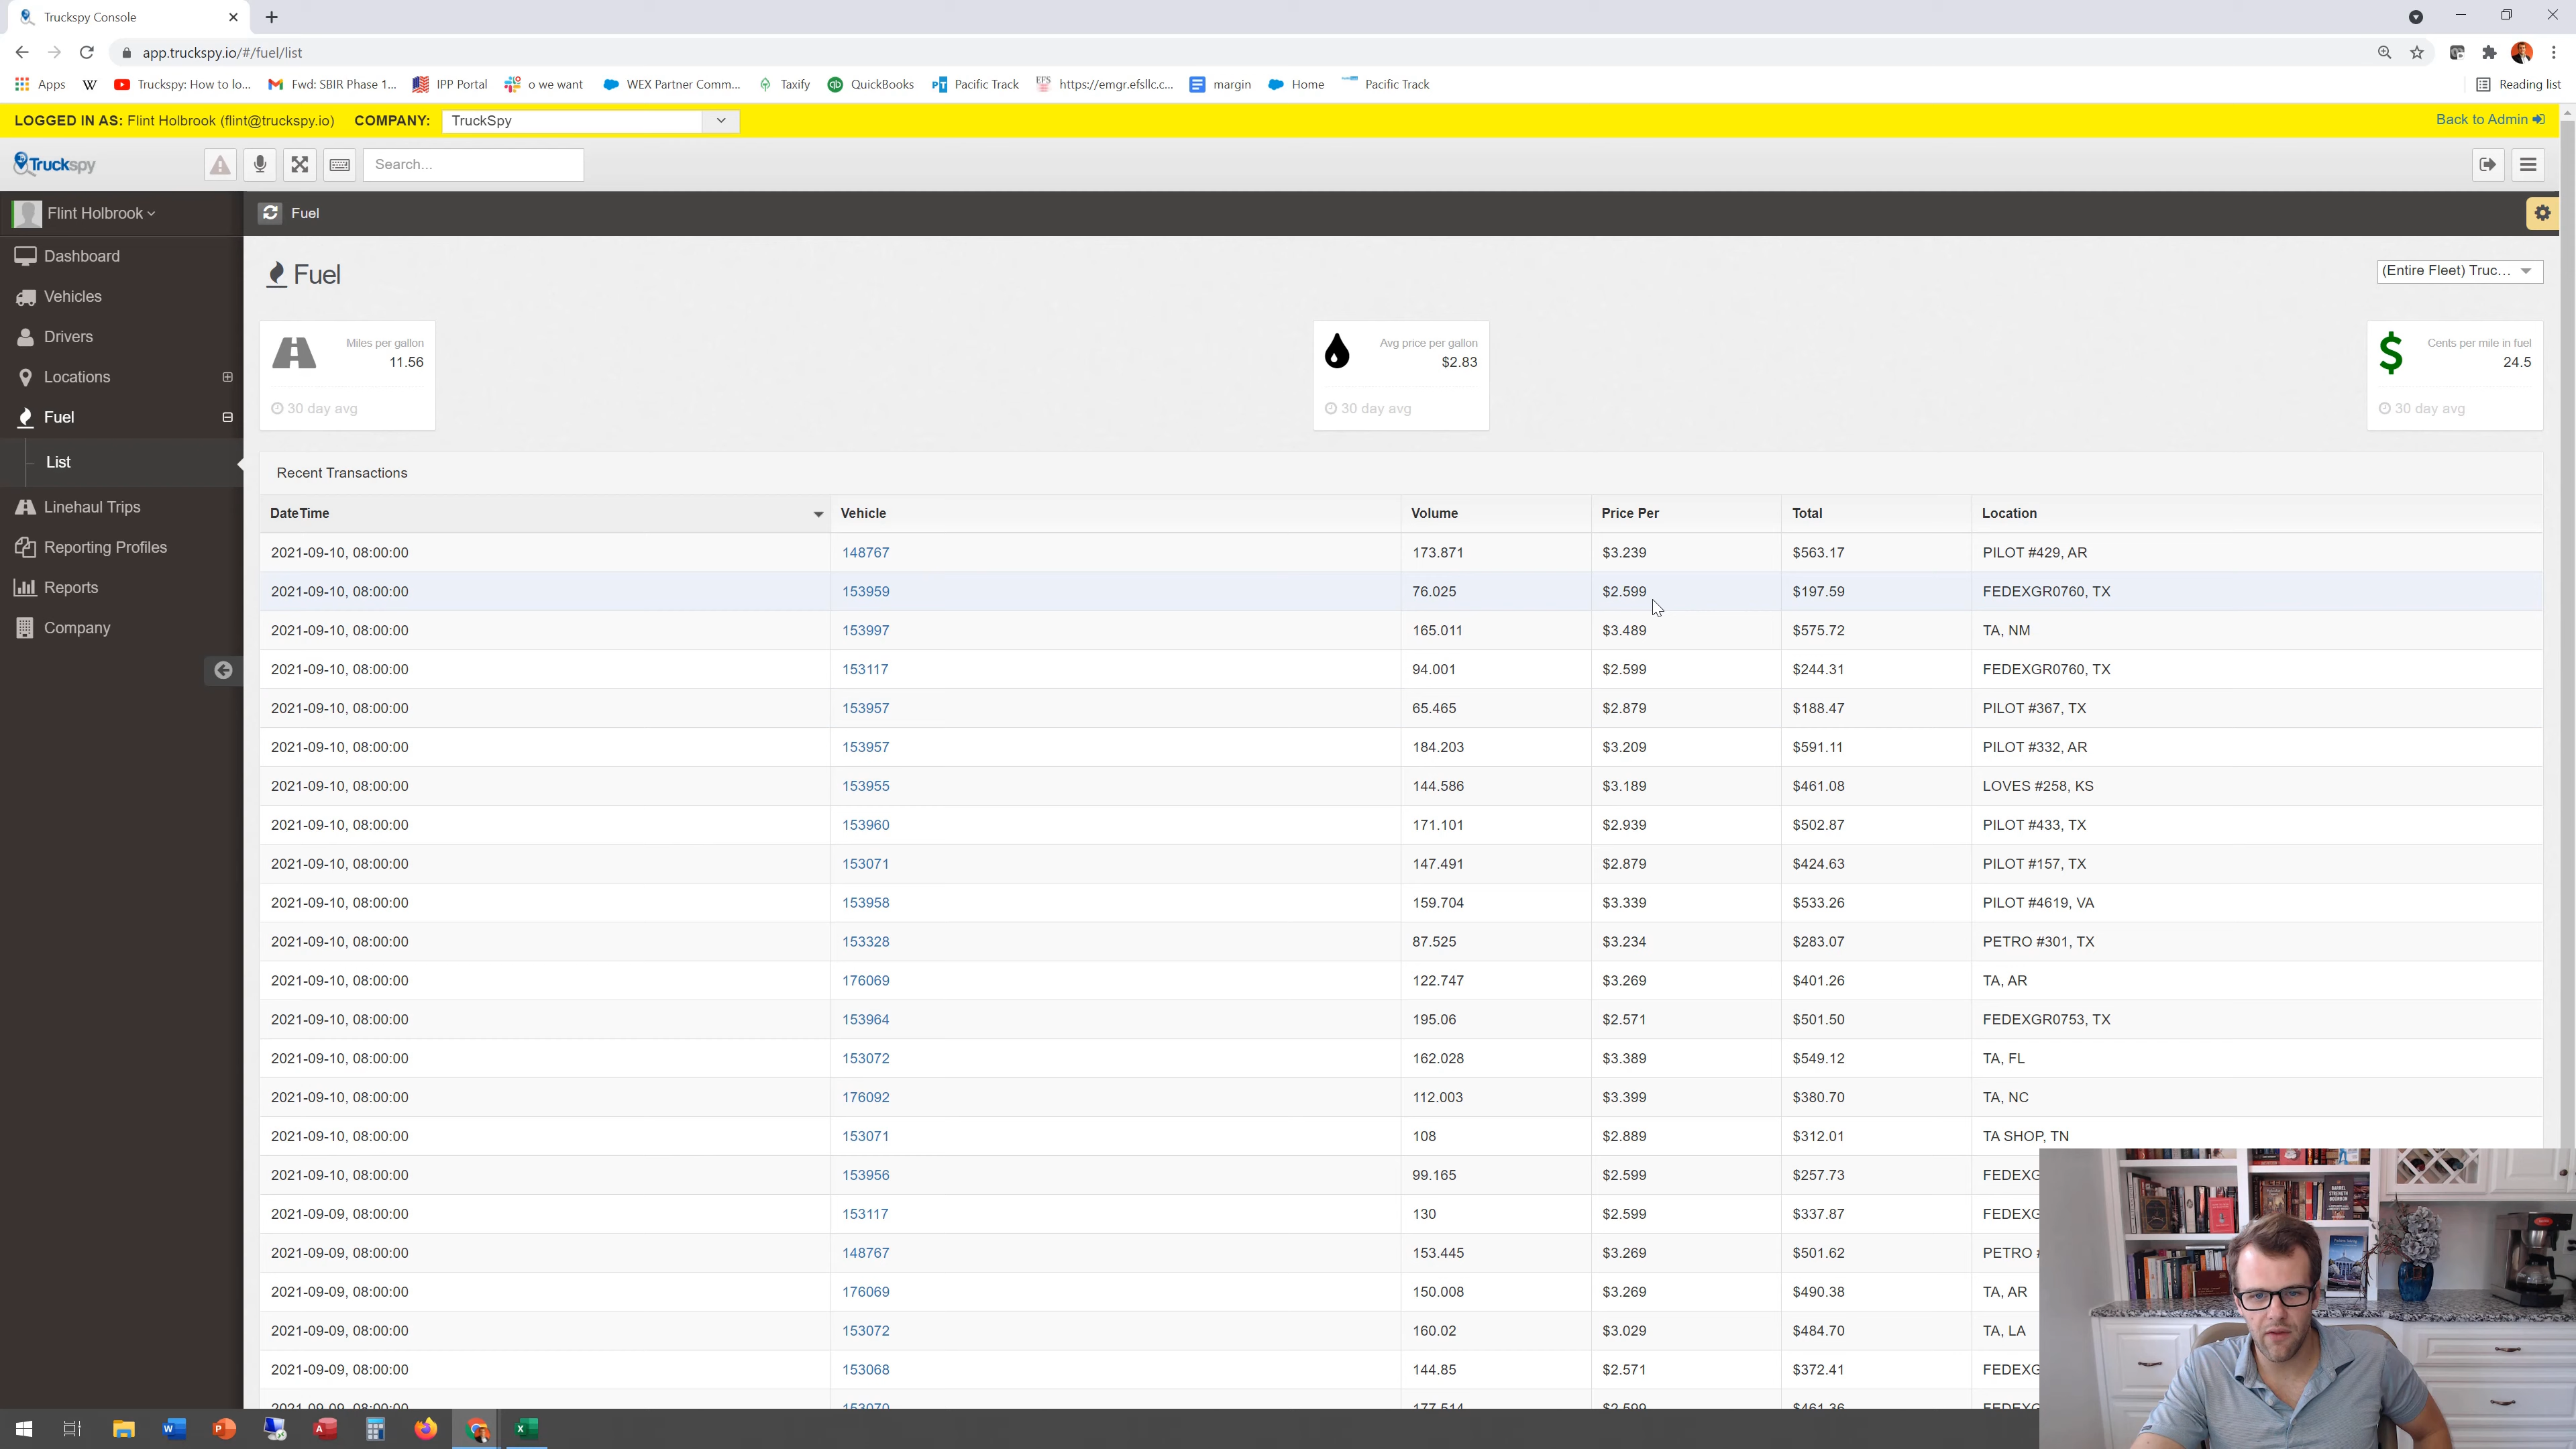 Truckspy Console
app.truckspy.io/#/fuel/list
Apps W Truckspy: How to lo... Fwd: SBIR Phase 1... IPP Portal o we want WEX Partner Comm... Taxify QuickBooks Pacific Track EFS https://emgr.efsllc.c... margin Home Pacific Track Reading list
LOGGED IN AS: Flint Holbrook (flint@truckspy.io) COMPANY: TruckSpy Back to Admin
Truckspy Search...
Flint Holbrook Fuel
Dashboard
Vehicles
Drivers
Locations
Fuel
List
Linehaul Trips
Reporting Profiles
Reports
Company
Fuel (Entire Fleet) Truc...
Miles per gallon
11.56
30 day avg
Avg price per gallon
$2.83
30 day avg
Cents per mile in fuel
24.5
30 day avg
Recent Transactions
DateTime Vehicle Volume Price Per Total Location
2021-09-10, 08:00:00 148767 173.871 $3.239 $563.17 PILOT #429, AR
2021-09-10, 08:00:00 153959 76.025 $2.599 $197.59 FEDEXGR0760, TX
2021-09-10, 08:00:00 153997 165.011 $3.489 $575.72 TA, NM
2021-09-10, 08:00:00 153117 94.001 $2.599 $244.31 FEDEXGR0760, TX
2021-09-10, 08:00:00 153957 65.465 $2.879 $188.47 PILOT #367, TX
2021-09-10, 08:00:00 153957 184.203 $3.209 $591.11 PILOT #332, AR
2021-09-10, 08:00:00 153955 144.586 $3.189 $461.08 LOVES #258, KS
2021-09-10, 08:00:00 153960 171.101 $2.939 $502.87 PILOT #433, TX
2021-09-10, 08:00:00 153071 147.491 $2.879 $424.63 PILOT #157, TX
2021-09-10, 08:00:00 153958 159.704 $3.339 $533.26 PILOT #4619, VA
2021-09-10, 08:00:00 153328 87.525 $3.234 $283.07 PETRO #301, TX
2021-09-10, 08:00:00 176069 122.747 $3.269 $401.26 TA, AR
2021-09-10, 08:00:00 153964 195.06 $2.571 $501.50 FEDEXGR0753, TX
2021-09-10, 08:00:00 153072 162.028 $3.389 $549.12 TA, FL
2021-09-10, 08:00:00 176092 112.003 $3.399 $380.70 TA, NC
2021-09-10, 08:00:00 153071 108 $2.889 $312.01 TA SHOP, TN
2021-09-10, 08:00:00 153956 99.165 $2.599 $257.73 FEDEXG
2021-09-09, 08:00:00 153117 130 $2.599 $337.87 FEDEXG
2021-09-09, 08:00:00 148767 153.445 $3.269 $501.62 PETRO #
2021-09-09, 08:00:00 176069 150.008 $3.269 $490.38 TA, AR
2021-09-09, 08:00:00 153072 160.02 $3.029 $484.70 TA, LA
2021-09-09, 08:00:00 153068 144.85 $2.571 $372.41 FEDEXG